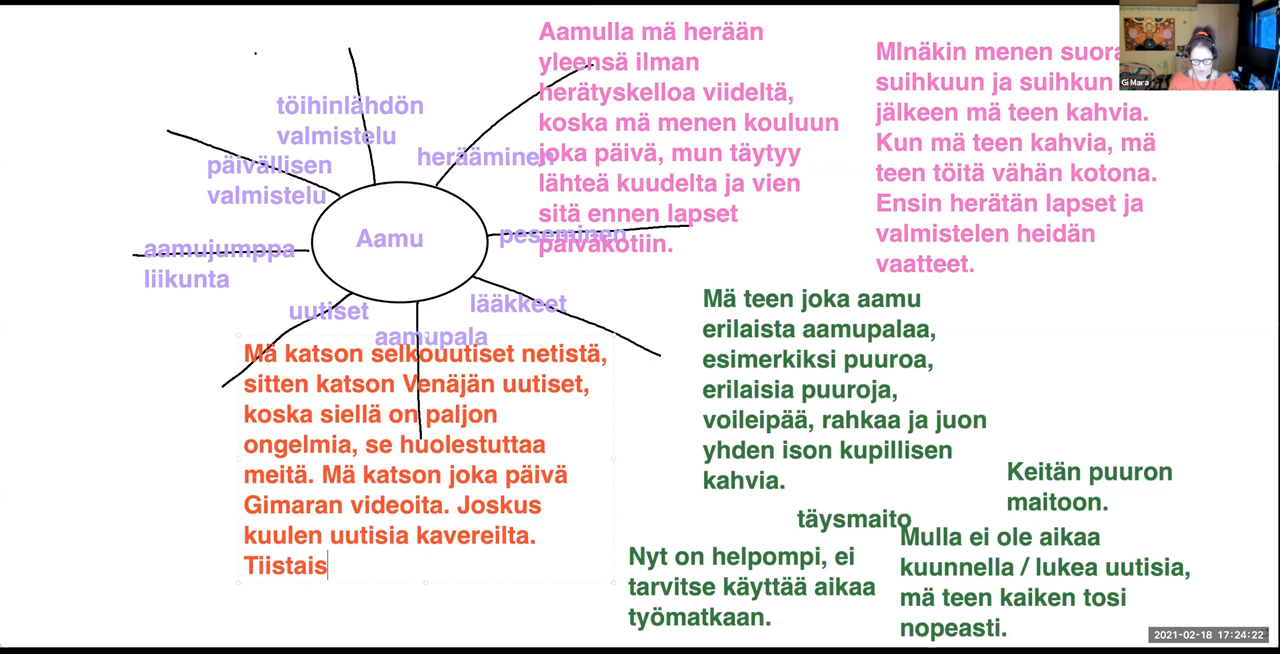 töihinlähdön
valmistelu
päivällisen
valmistelu
herääminen
Aamu
peseminen
aamujumppa
liikunta
uutiset
lääkkeet
aamupala
Aamulla mä herään
yleensä ilman
herätyskelloa viideltä,
koska mä menen kouluun
joka päivä, mun täytyy
lähteä kuudelta ja vien
sitä ennen lapset
päiväkotiin.
MInäkin menen
suihkuun ja suihkun
jälkeen mä teen kahvia.
Kun mä teen kahvia, mä
teen töitä vähän kotona.
Ensin herätän lapset ja
valmistelen heidän
vaatteet.
Mä katson selkouutiset netistä,
sitten katson Venäjän uutiset,
koska siellä on paljon
ongelmia, se huolestuttaa
meitä. Mä katson joka päivä
Gimaran videoita. Joskus
kuulen uutisia kavereilta.
Tiistais
Mä teen joka aamu
erilaista aamupalaa,
esimerkiksi puuroa,
erilaisia puuroja,
voileipää, rahkaa ja juon
yhden ison kupillisen
kahvia.
Keitän puuron
maitoon.
täysmaito
Nyt on helpompi, ei
tarvitse käyttää aikaa
työmatkaan.
Mulla ei ole aikaa
kuunnella / lukea uutisia,
mä teen kaiken tosi
nopeasti.
Gi Mara
2021-02-18 17:24:22